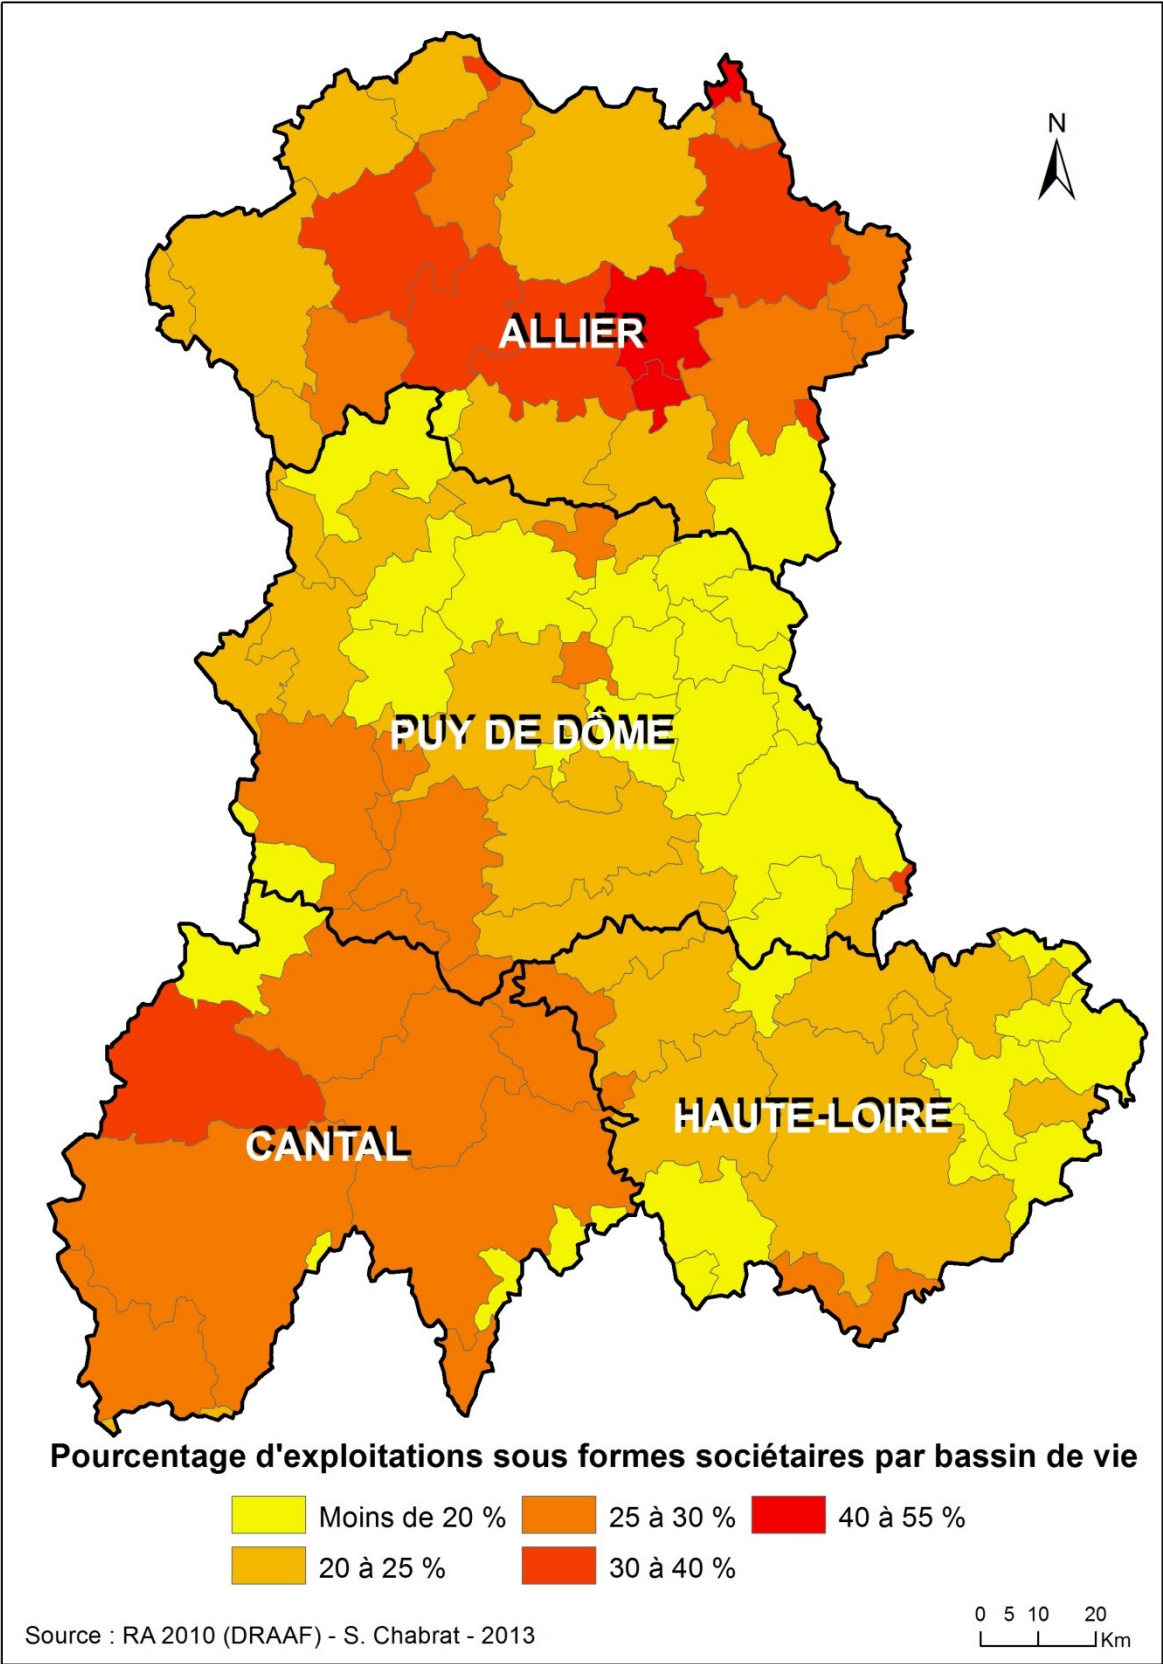 N
ALLIER
PUY DE DÔME
HAUTE-LOIRE
CANTAL
Pourcentage d'exploitations sous formes sociétaires par bassin de vie
Moins de 20 % 25 à 30 % 40 à 55 %
20 à 25 % 30 à 40 %
0 5 10 20
Km
Source : RA 2010 (DRAAF) - S. Chabrat - 2013